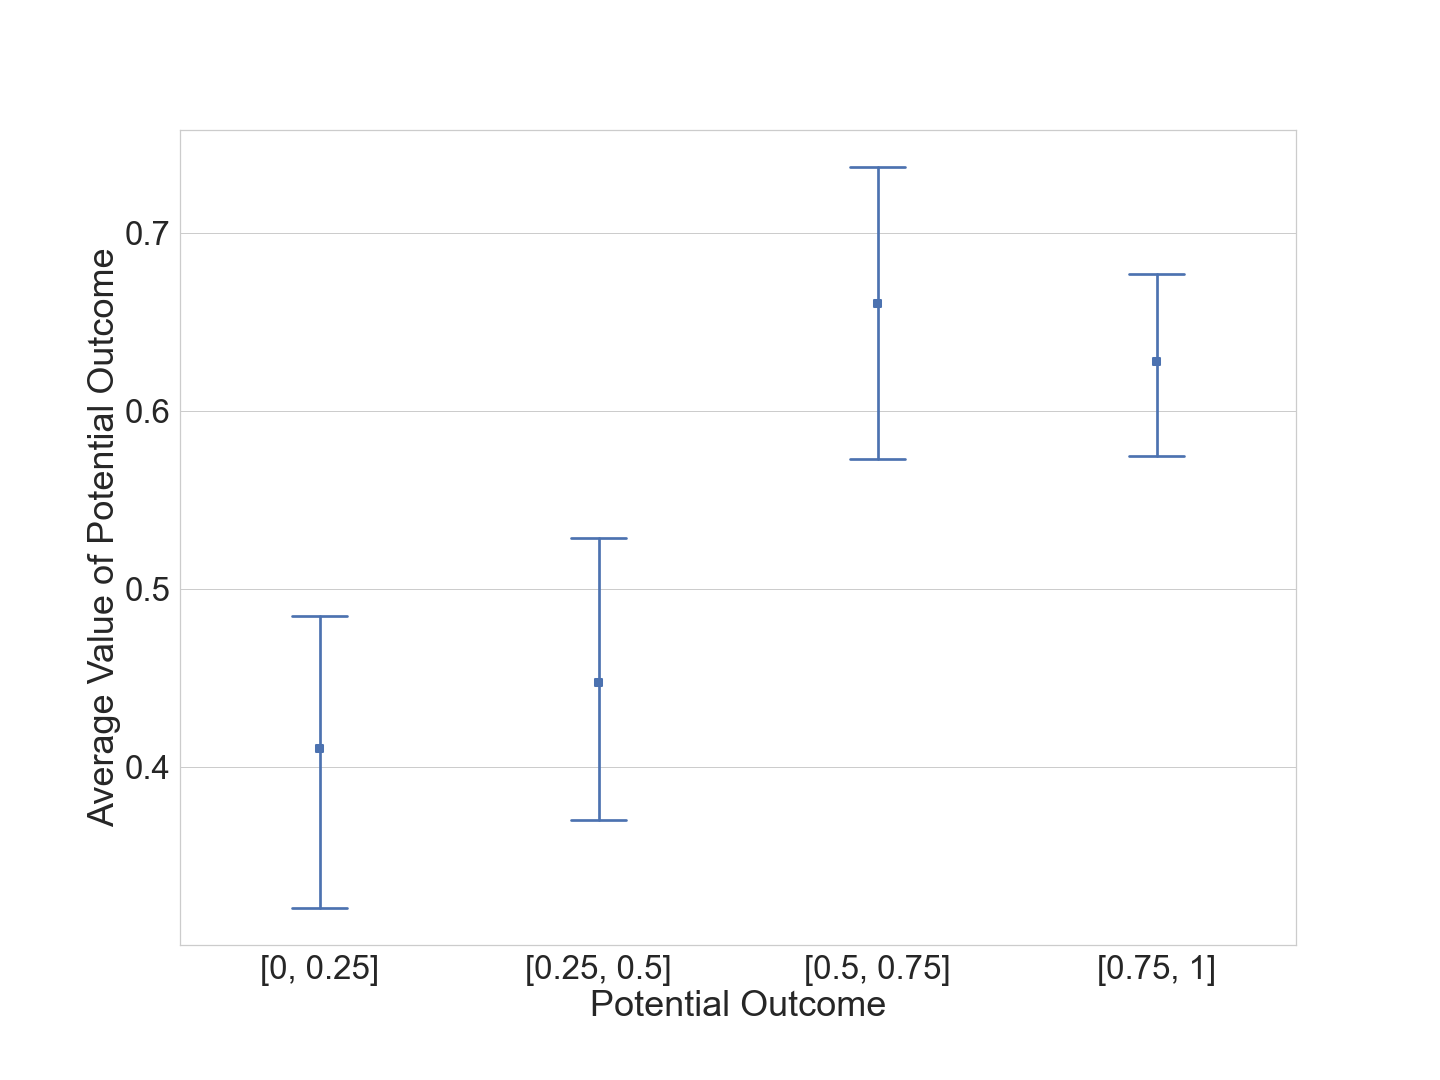 Average Value of Potential Outcome
0.7
0.6
0.5
0.4
[0, 0.25] [0.25, 0.5] [0.5, 0.75] [0.75, 1]
Potential Outcome